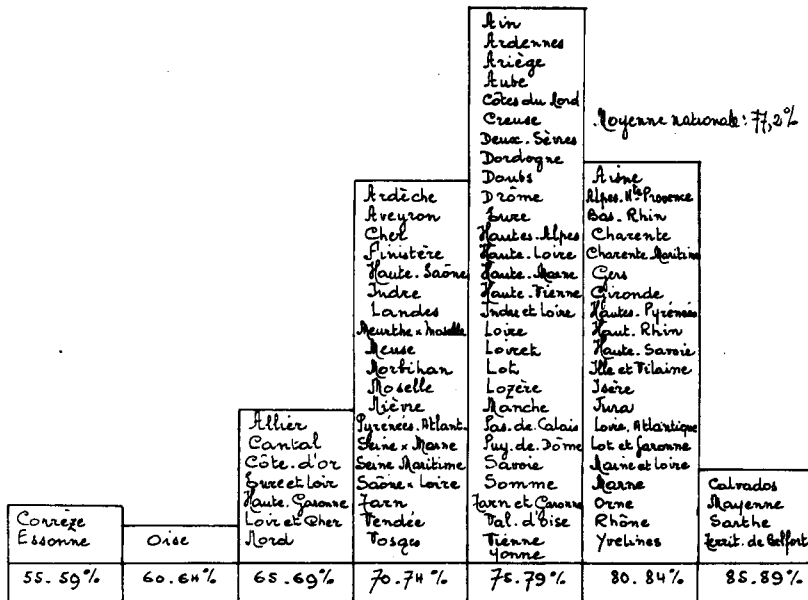 Corrèze
Essonne
55.59%
Oise
60.64%
Allier
Cantal
Côte.d'or
Eure et Loir
Haute.Garonne
Loir et Cher
Nord
65.69%
Ardèche
Aveyron
Cher
Finistère
Haute.Saône
Indre
Landes
Meurthe x Moselle
Meuse
Morbihan
Moselle
Nièvre
Pyrénées.Atlant.
Seine x Marne
Seine Maritime
Saône x Loire
Tarn
Vendée
Vosges
70.74%
Ain
Ardennes
Ariège
Aube
Côtes du Nord
Creuse
Deux.Sèvres
Dordogne
Doubs
Drôme
Eure
Hautes.Alpes
Haute.Loire
Haute.Marne
Haute.Vienne
Indre et Loire
Loire
Loiret
Lot
Lozère
Manche
Pas.de.Calais
Puy.de.Dôme
Savoie
Somme
Tarn et Garonne
Val.d'Oise
Vienne
Yonne
75.79%
Moyenne nationale: 77,2%
Aisne
Alpes.Hte Provence
Bas.Rhin
Charente
Charente Maritime
Gers
Gironde
Hautes.Pyrénées
Haut.Rhin
Haute.Savoie
Ille et Vilaine
Isère
Jura
Loire.Atlantique
Lot et Garonne
Maine et Loire
Marne
Orne
Rhône
Yvelines
80.84%
Calvados
Mayenne
Sarthe
Territ. de Belfort
85.89%